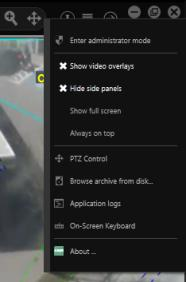 Enter administrator mode
Show video overlays
Hide side panels
Show full screen
Always on top
PTZ Control
Browse archive from disk...
Application logs
On-Screen Keyboard
About ...